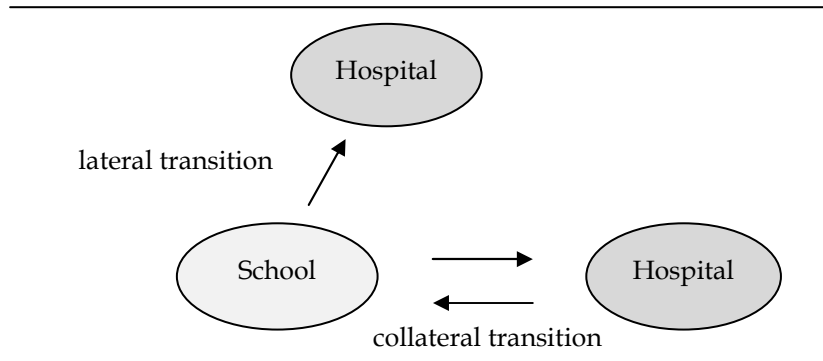 Hospital
lateral transition
School
Hospital
collateral transition